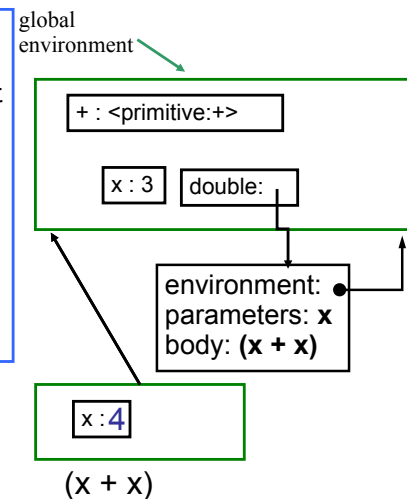 global
environment
+ : <primitive:+>
x : 3
double:
environment:
parameters: x
body: (x + x)
x : 4
(x + x)